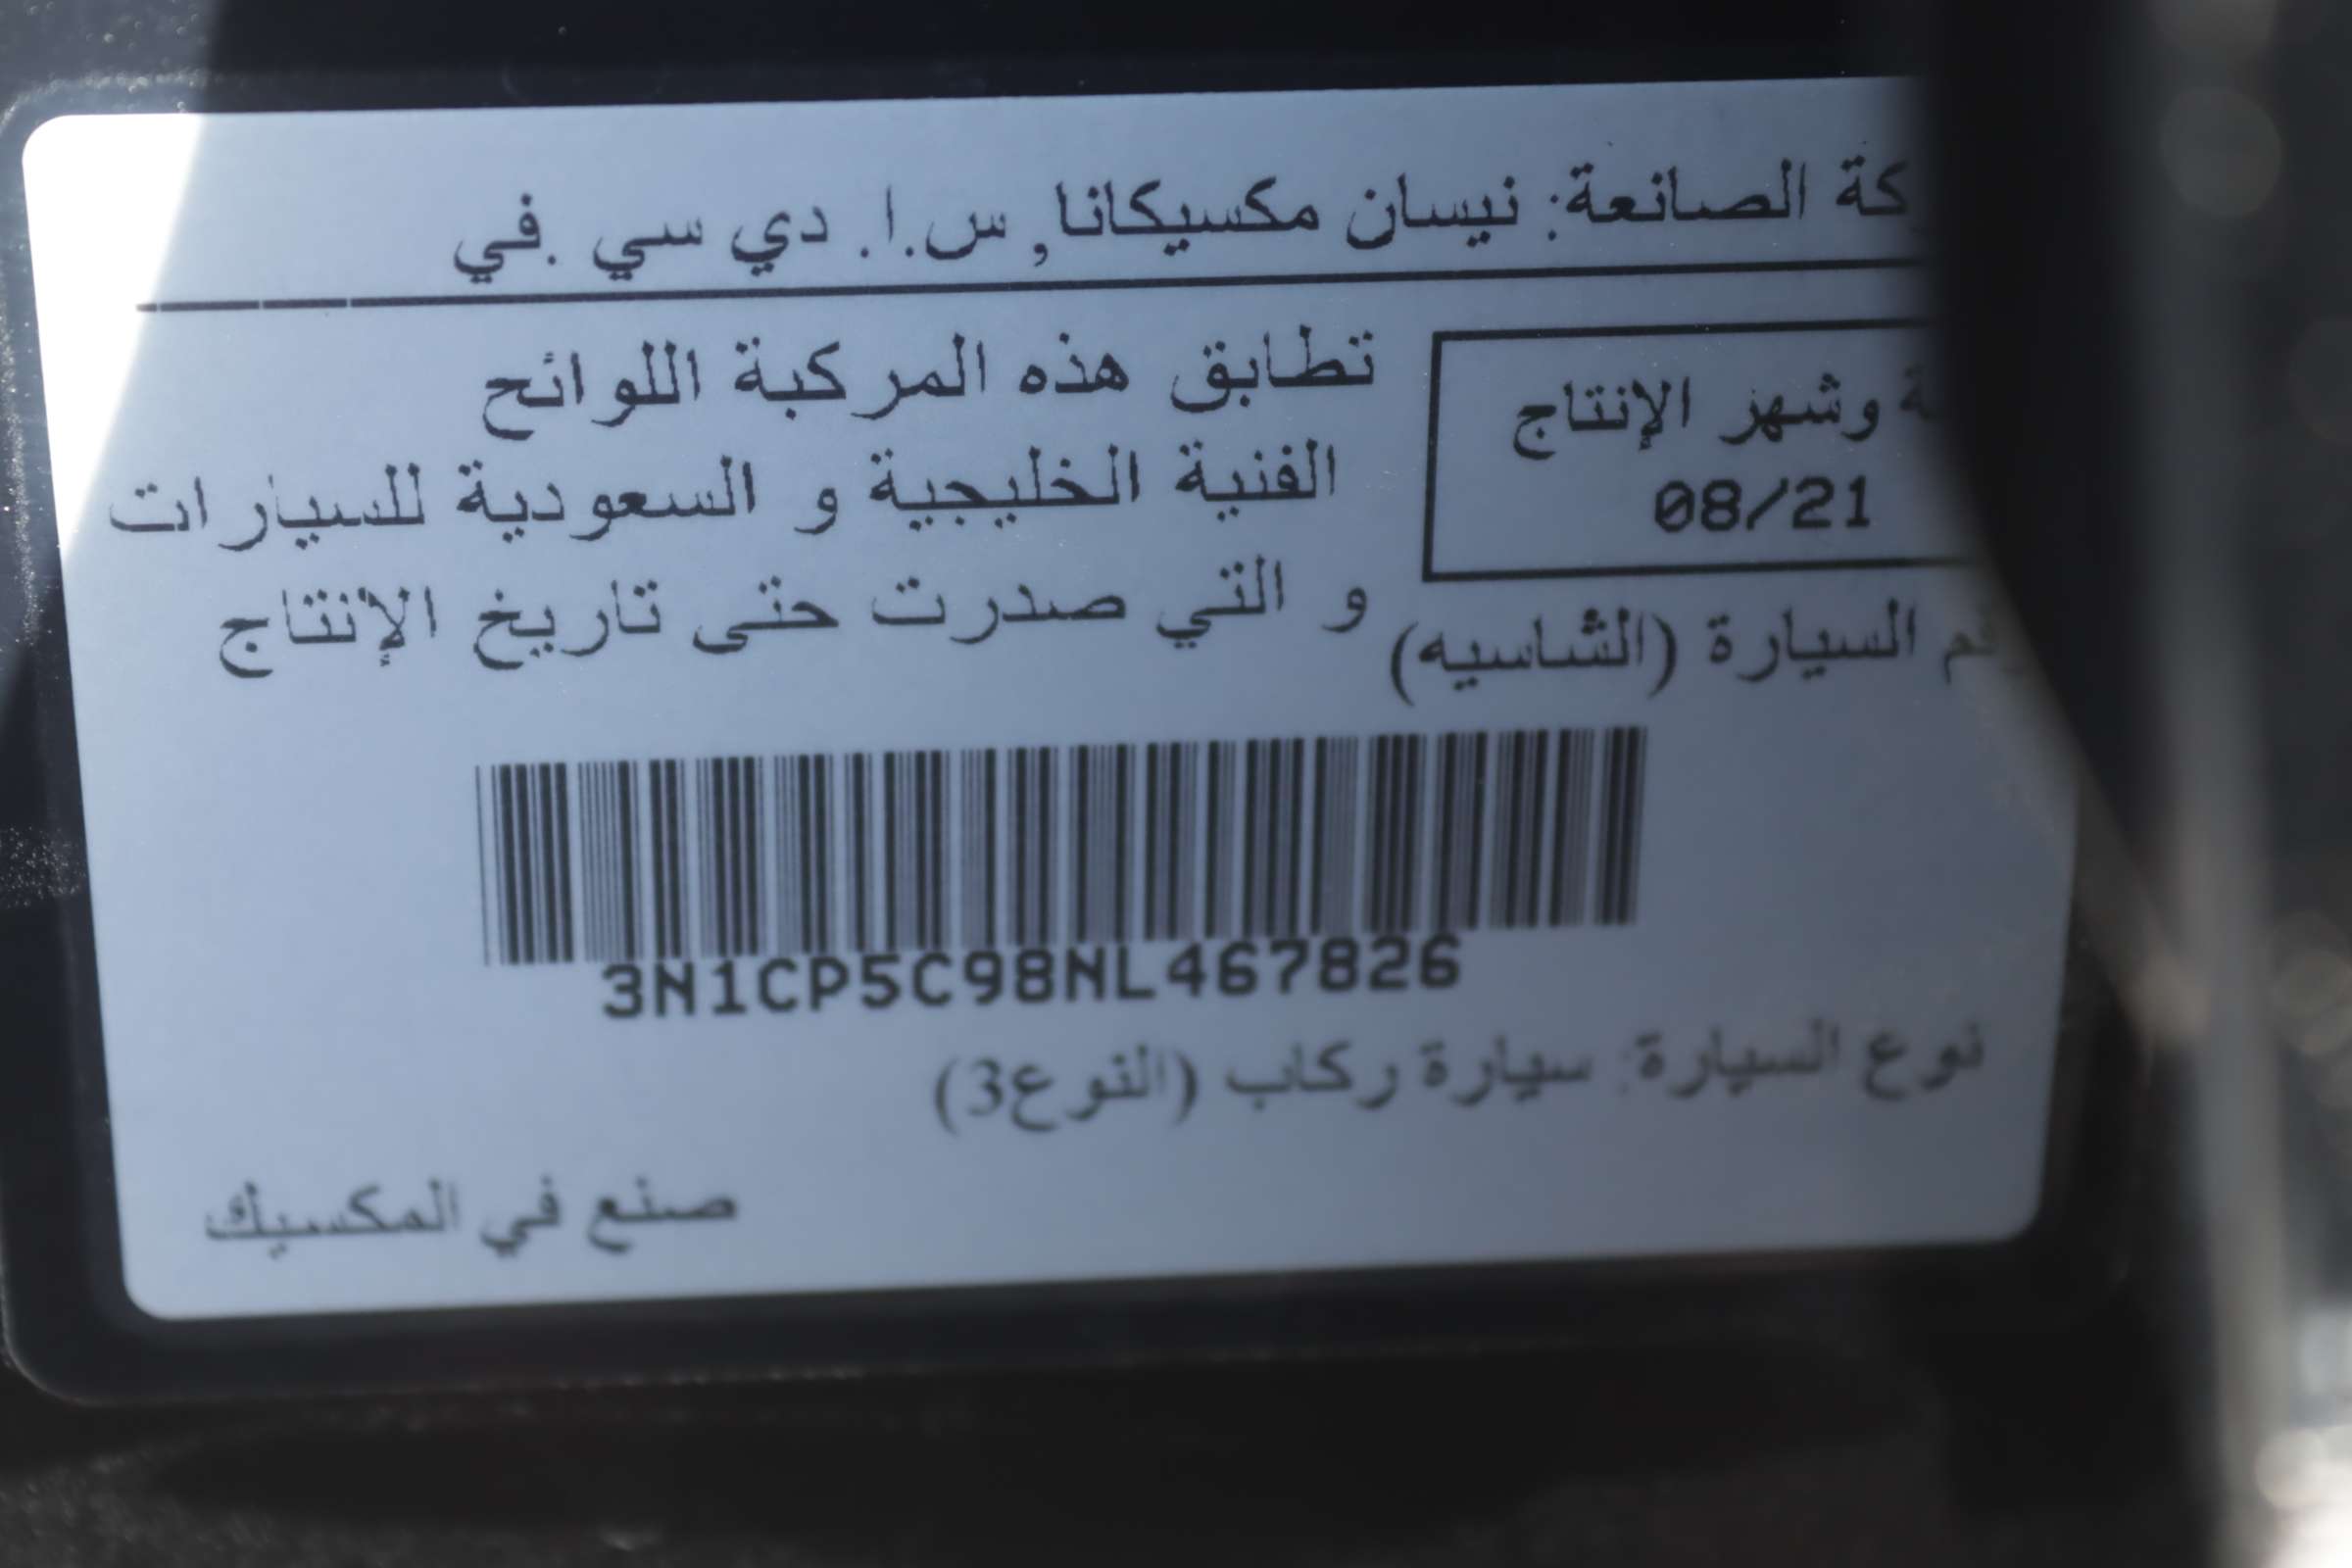 الصانعة: نيسان مكسيكانا, س.ا. دي سي .في
وشهر الإنتاج
08/21
تطابق هذه المركبة اللوائح
الفنية الخليجية و السعودية للسيارات
و التي صدرت حتى تاريخ الإنتاج
السيارة (الشاسيه)
3N1CP5C98NL467826
نوع السيارة: سيارة ركاب (النوع3)
صنع في المكسيك